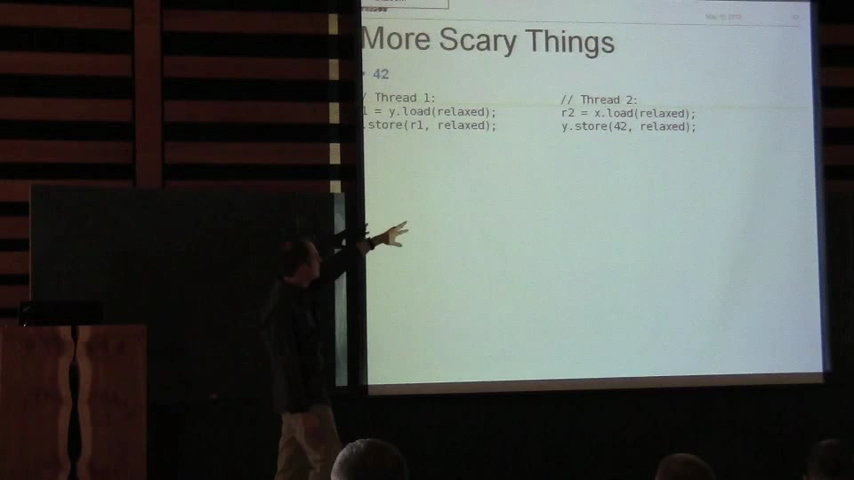 More Scary Things
• 42
/ Thread 1:
1 = y.load(relaxed);
.store(r1, relaxed);
// Thread 2:
r2 = x.load(relaxed);
y.store(42, relaxed);